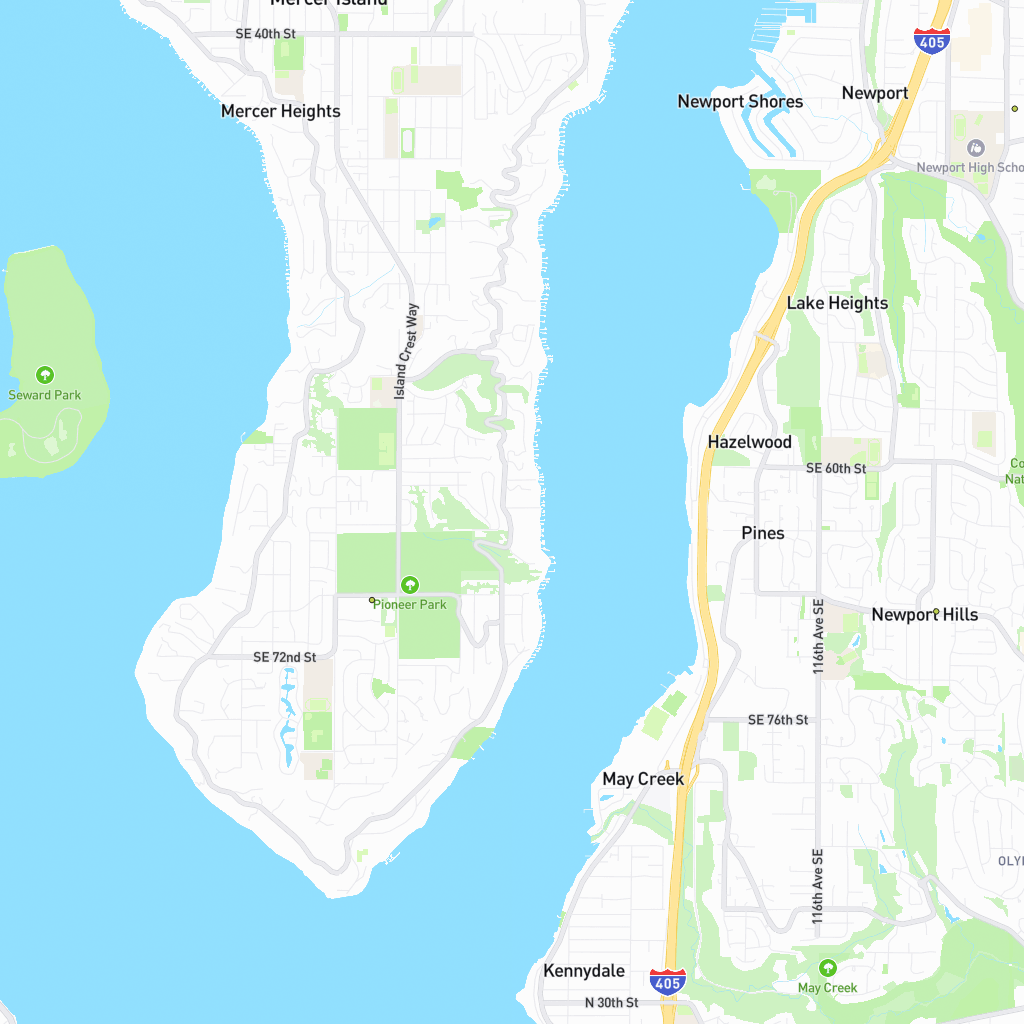 Mercer Island
SE 40th St
405
Mercer Heights
Newport Shores
Newport
Newport High
Lake Heights
Island Crest Way
Seward Park
Hazelwood
SE 60th St
Pines
Pioneer Park
116th Ave SE
Newport Hills
SE 72nd St
SE 76th St
May Creek
116th Ave SE
Kennydale
405
May Creek
N 30th St